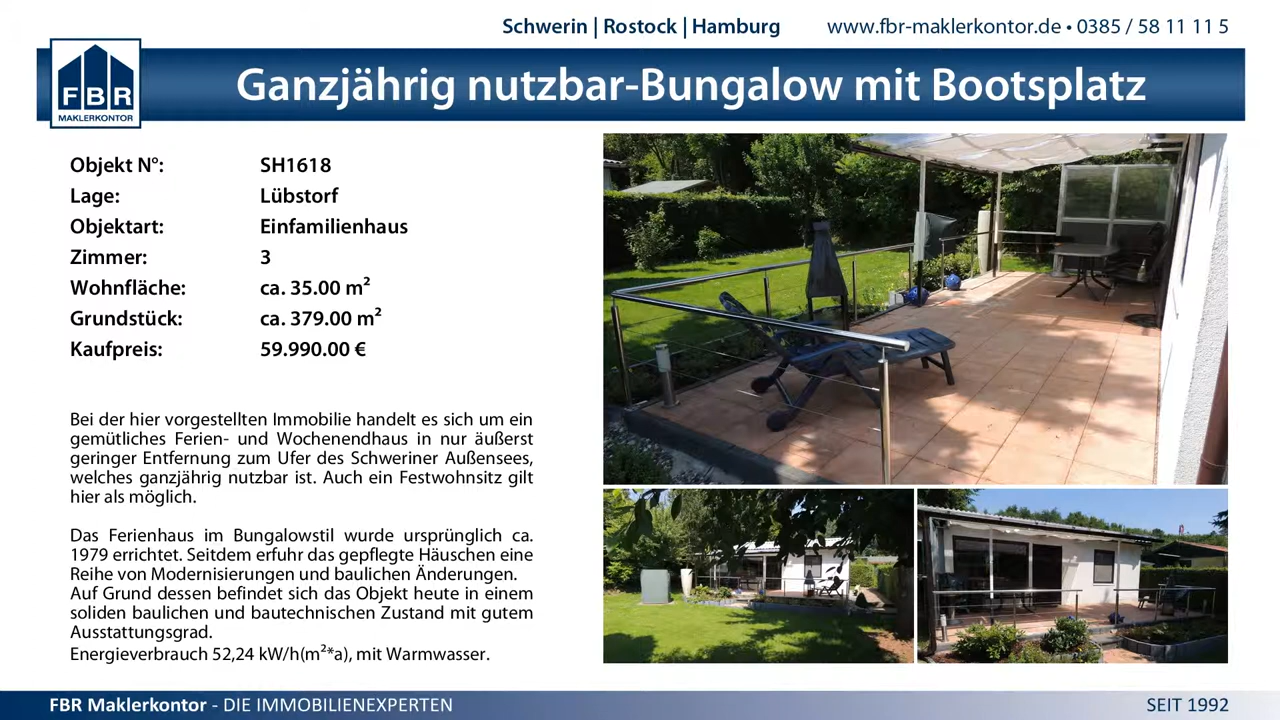 Schwerin | Rostock | Hamburg www.fbr-maklerkontor.de • 0385 / 58 11 11 5
FBR
MAKLERKONTOR
Ganzjährig nutzbar-Bungalow mit Bootsplatz
Objekt N°: SH1618
Lage: Lübstorf
Objektart: Einfamilienhaus
Zimmer: 3
Wohnfläche: ca. 35.00 m²
Grundstück: ca. 379.00 m²
Kaufpreis: 59.990.00 €
Bei der hier vorgestellten Immobilie handelt es sich um ein
gemütliches Ferien- und Wochenendhaus in nur äußerst
geringer Entfernung zum Ufer des Schweriner Außensees,
welches ganzjährig nutzbar ist. Auch ein Festwohnsitz gilt
hier als möglich.
Das Ferienhaus im Bungalowstil wurde ursprünglich ca.
1979 errichtet. Seitdem erfuhr das gepflegte Häuschen eine
Reihe von Modernisierungen und baulichen Änderungen.
Auf Grund dessen befindet sich das Objekt heute in einem
soliden baulichen und bautechnischen Zustand mit gutem
Ausstattungsgrad.
Energieverbrauch 52,24 kW/h(m²*a), mit Warmwasser.
FBR Maklerkontor - DIE IMMOBILIENEXPERTEN SEIT 1992